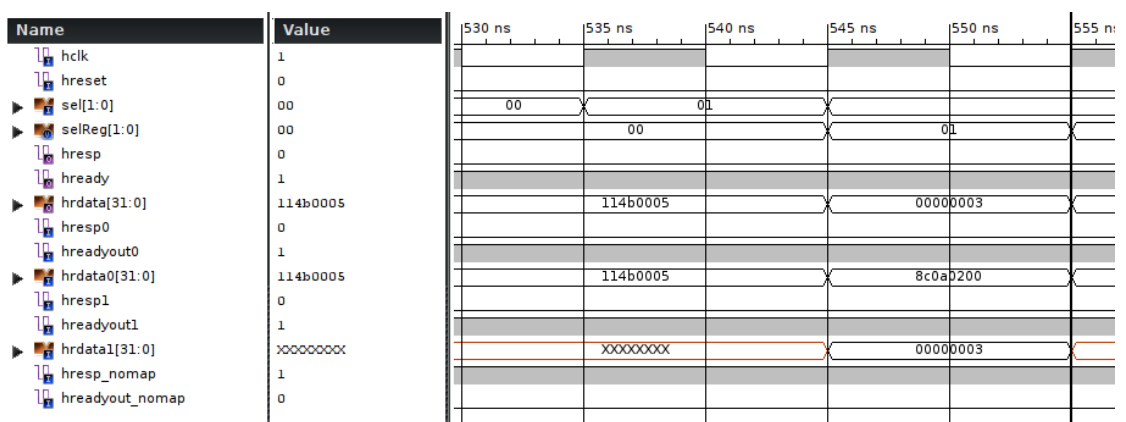 Name Value 530 ns 535 ns 540 ns 545 ns 550 ns 555 n
hclk 1
hreset 0
sel[1:0] 00 00 01
selReg[1:0] 00 00 01
hresp 0
hready 1
hrdata[31:0] 114b0005 114b0005 00000003
hresp0 0
hreadyout0 1
hrdata0[31:0] 114b0005 114b0005 8c0a0200
hresp1 0
hreadyout1 1
hrdata1[31:0] XXXXXXXX XXXXXXXX 00000003
hresp_nomap 1
hreadyout_nomap 0